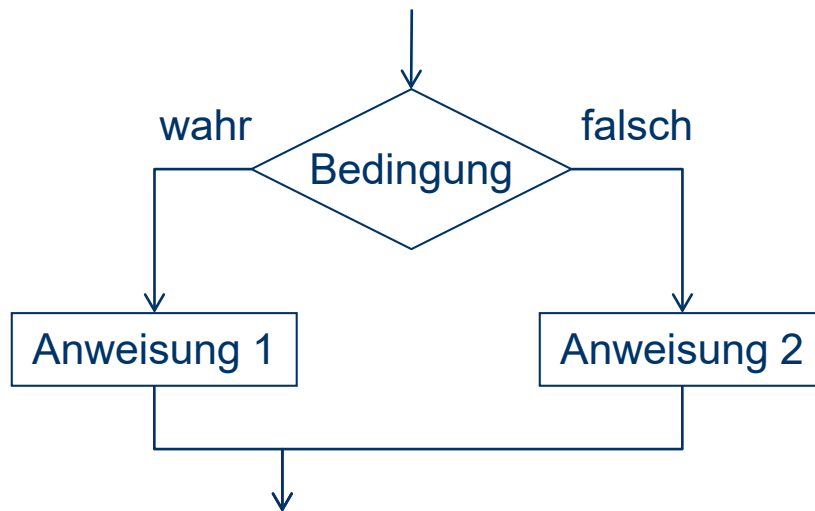 wahr
falsch
Bedingung
Anweisung 1
Anweisung 2